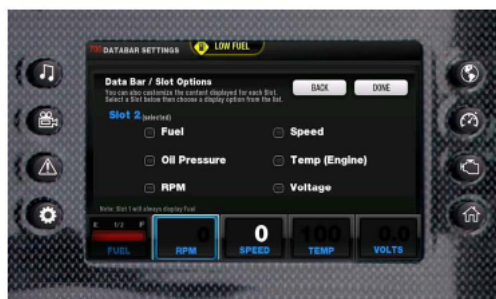 700 DATABAR SETTINGS
LOW FUEL
Data Bar / Slot Options
You can also customize the content displayed for each Slot.
Select a Slot below then choose a display option from the list.
BACK
DONE
Slot 2 (selected)
Fuel
Speed
Oil Pressure
Temp (Engine)
RPM
Voltage
Note: Slot 1 will always display Fuel
E 1/2 F
FUEL
0
RPM
0
SPEED
100
TEMP
0.0
VOLTS